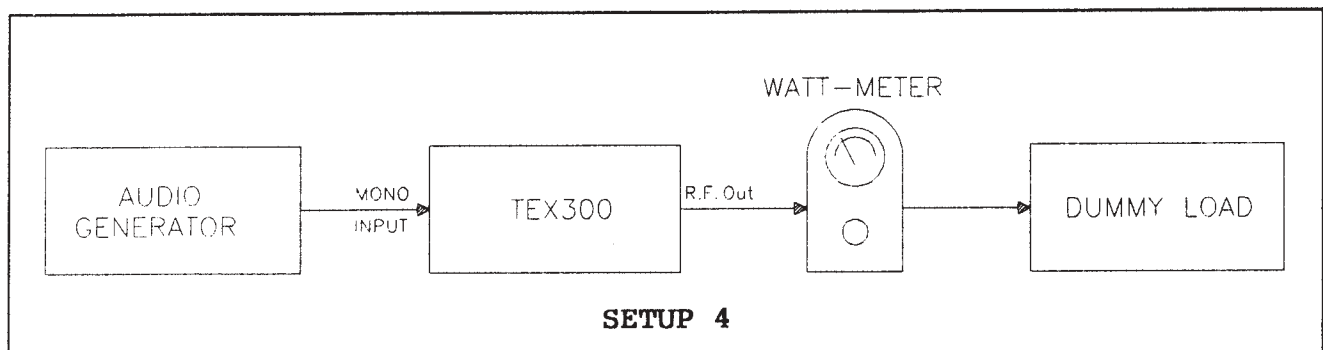 WATT-METER
AUDIO
GENERATOR
MONO
INPUT
TEX300
R.F. Out
DUMMY LOAD
SETUP 4